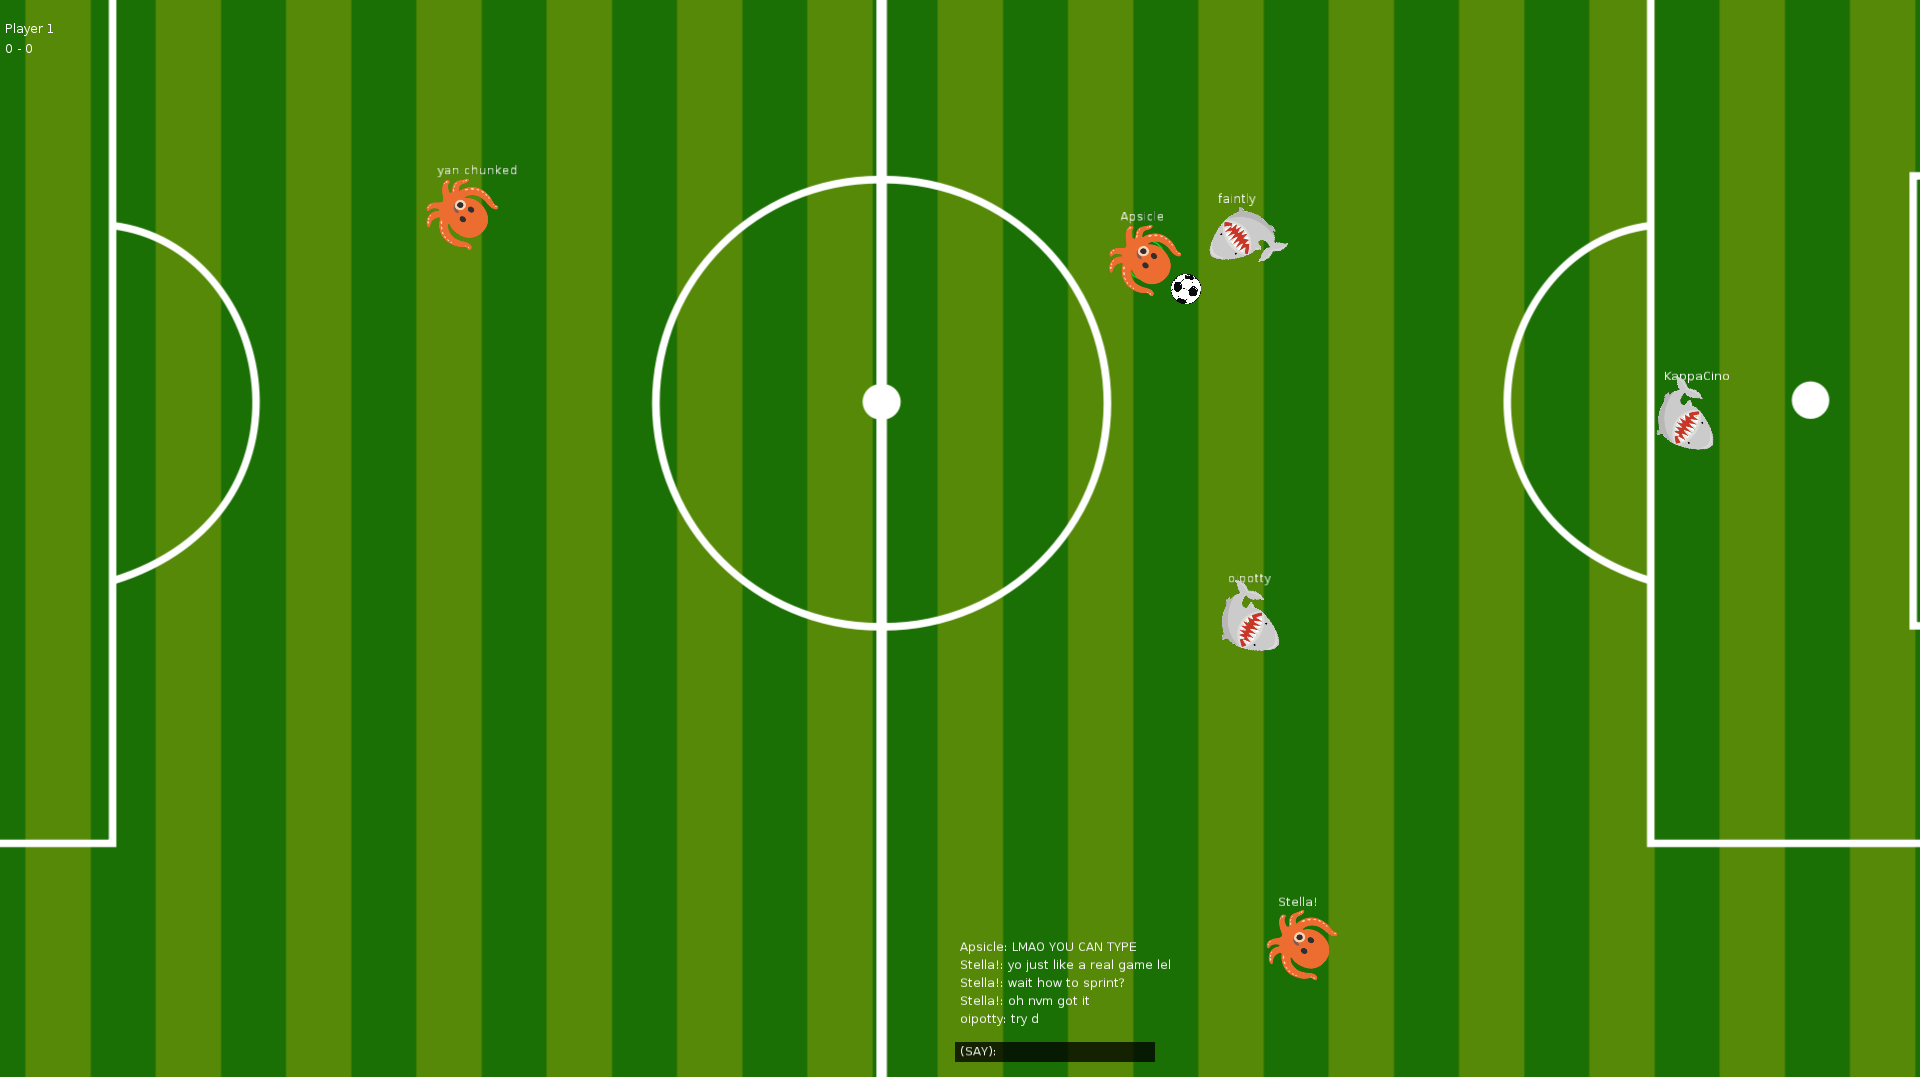 Player 1
0 - 0
yan chunked
faintly
Apsicle
KappaCino
Stella!
Apsicle: LMAO YOU CAN TYPE
Stella!: yo just like a real game lel
Stella!: wait how to sprint?
Stella!: oh nvm got it
oipotty: try d
(SAY):